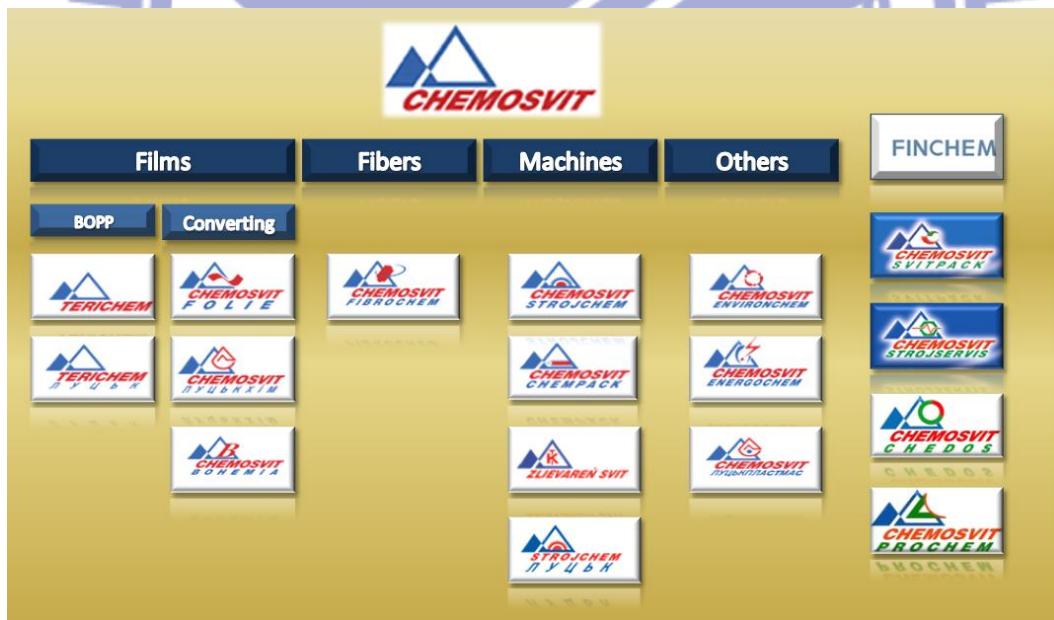 CHEMOSVIT
Films
Fibers
Machines
Others
FINCHEM
BOPP
Converting
TERICHEM
TERICHEM
ЛУЦЬК
CHEMOSVIT
FOLIE
CHEMOSVIT
ЛУЦЬКХІМ
CHEMOSVIT
BOHEMIA
CHEMOSVIT
FIBROCHEM
CHEMOSVIT
STROJCHEM
CHEMOSVIT
CHEMPACK
ZLIEVAREŇ SVIT
STROJCHEM
ЛУЦЬК
CHEMOSVIT
ENVIRONCHEM
CHEMOSVIT
ENERGOCHEM
CHEMOSVIT
ЛУЦЬКПЛАСТМАС
CHEMOSVIT
SVITPACK
CHEMOSVIT
STROJSERVIS
CHEMOSVIT
CHEDOS
CHEMOSVIT
PROCHEM